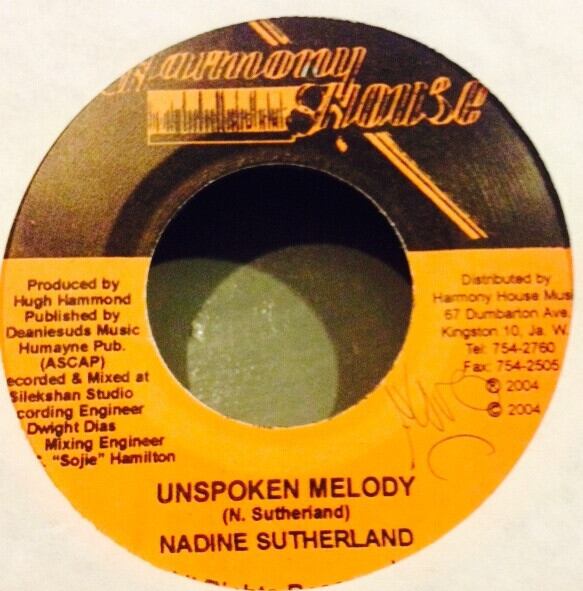 Harmony
House
Produced by
Hugh Hammond
Published by
Deaniesuds Music
Humayne Pub.
(ASCAP)
ecorded & Mixed at
Silekshan Studio
cording Engineer
Dwight Dias
Mixing Engineer
"Sojie" Hamilton
Distributed by
Harmony House Musi
67 Dumbarton Ave.
Kingston 10, Ja. W.
Tel: 754-2760
Fax: 754-2505
℗ 2004
© 2004
UNSPOKEN MELODY
(N. Sutherland)
NADINE SUTHERLAND